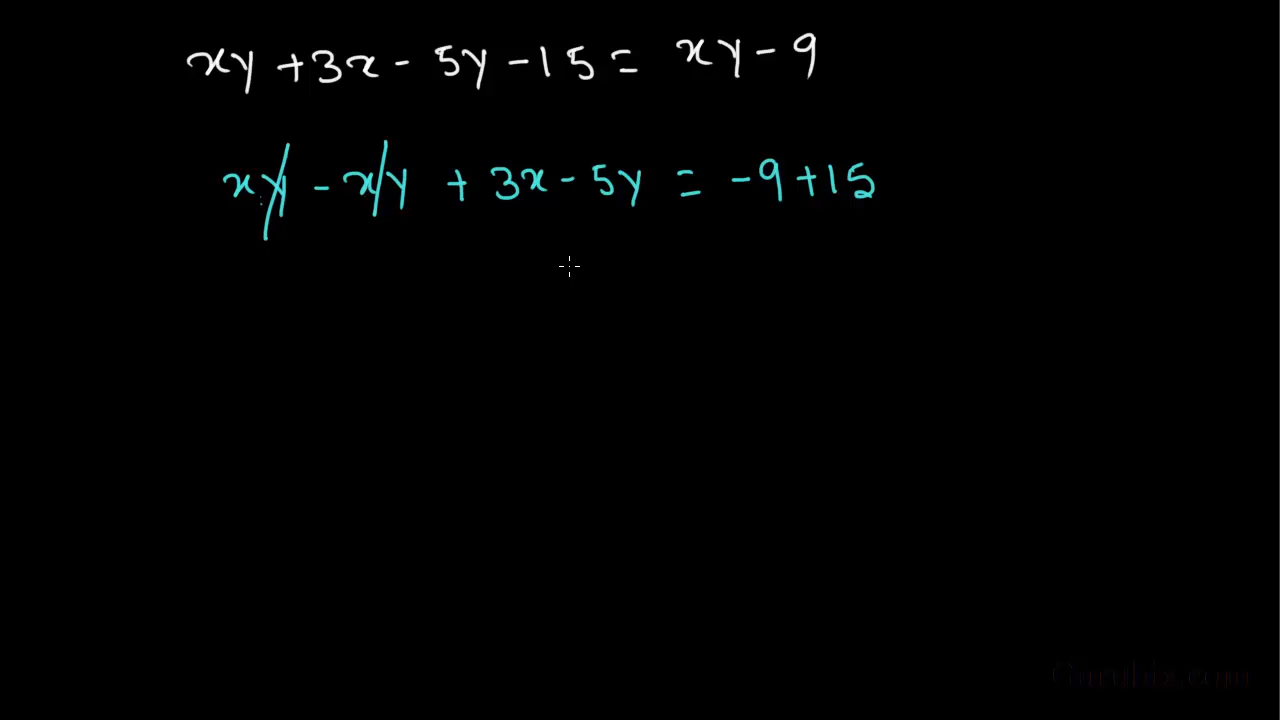 xy + 3x - 5y - 15 = xy - 9
xy - xy + 3x - 5y = -9 + 15